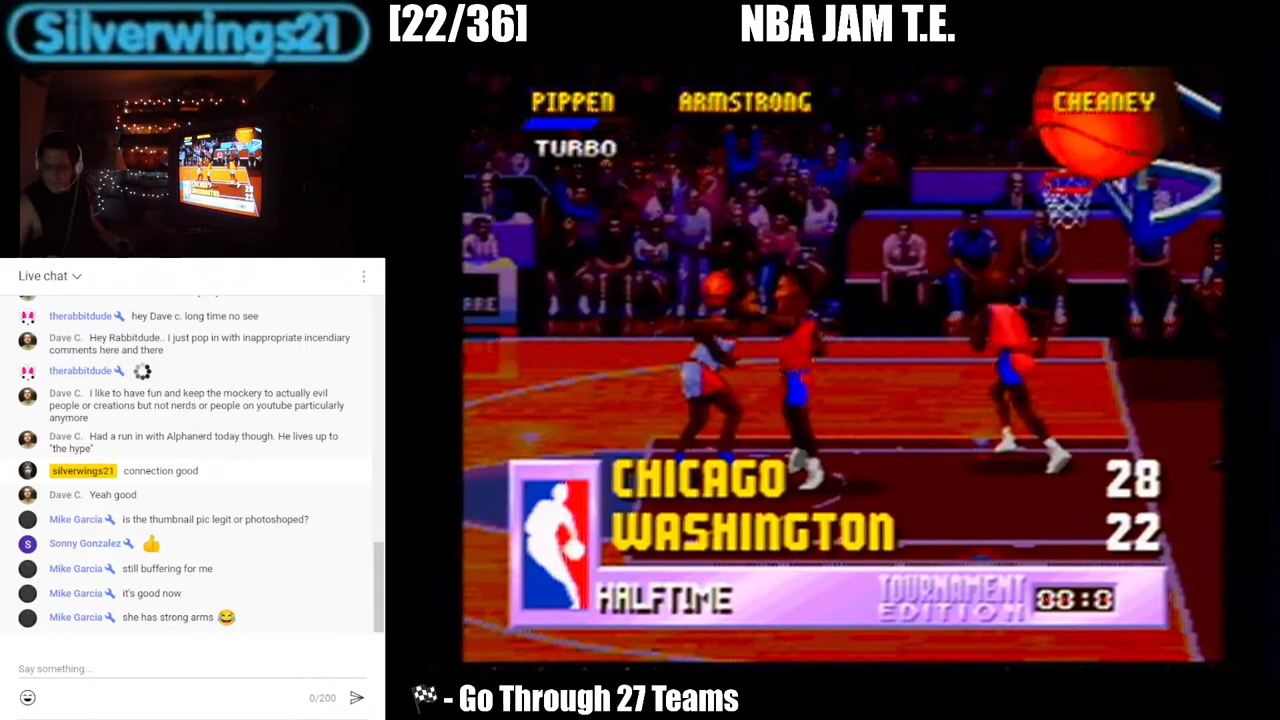 Silverwings21
[22/36]
NBA JAM T.E.
PIPPEN ARMSTRONG CHEANEY
TURBO
Live chat
therabbitdude hey Dave c. long time no see
Dave C. Hey Rabbitdude.. I just pop in with inappropriate incendiary
comments here and there
therabbitdude
Dave C. I like to have fun and keep the mockery to actually evil
people or creations but not nerds or people on youtube particularly
anymore
Dave C. Had a run in with Alphanerd today though. He lives up to
"the hype"
silverwings21 connection good
Dave C. Yeah good
Mike Garcia is the thumbnail pic legit or photoshoped?
S Sonny Gonzalez 👍
Mike Garcia still buffering for me
Mike Garcia it's good now
Mike Garcia she has strong arms 😂
Say something...
0/200
CHICAGO 28
WASHINGTON 22
HALFTIME TOURNAMENT EDITION 00:0
🏁 - Go Through 27 Teams